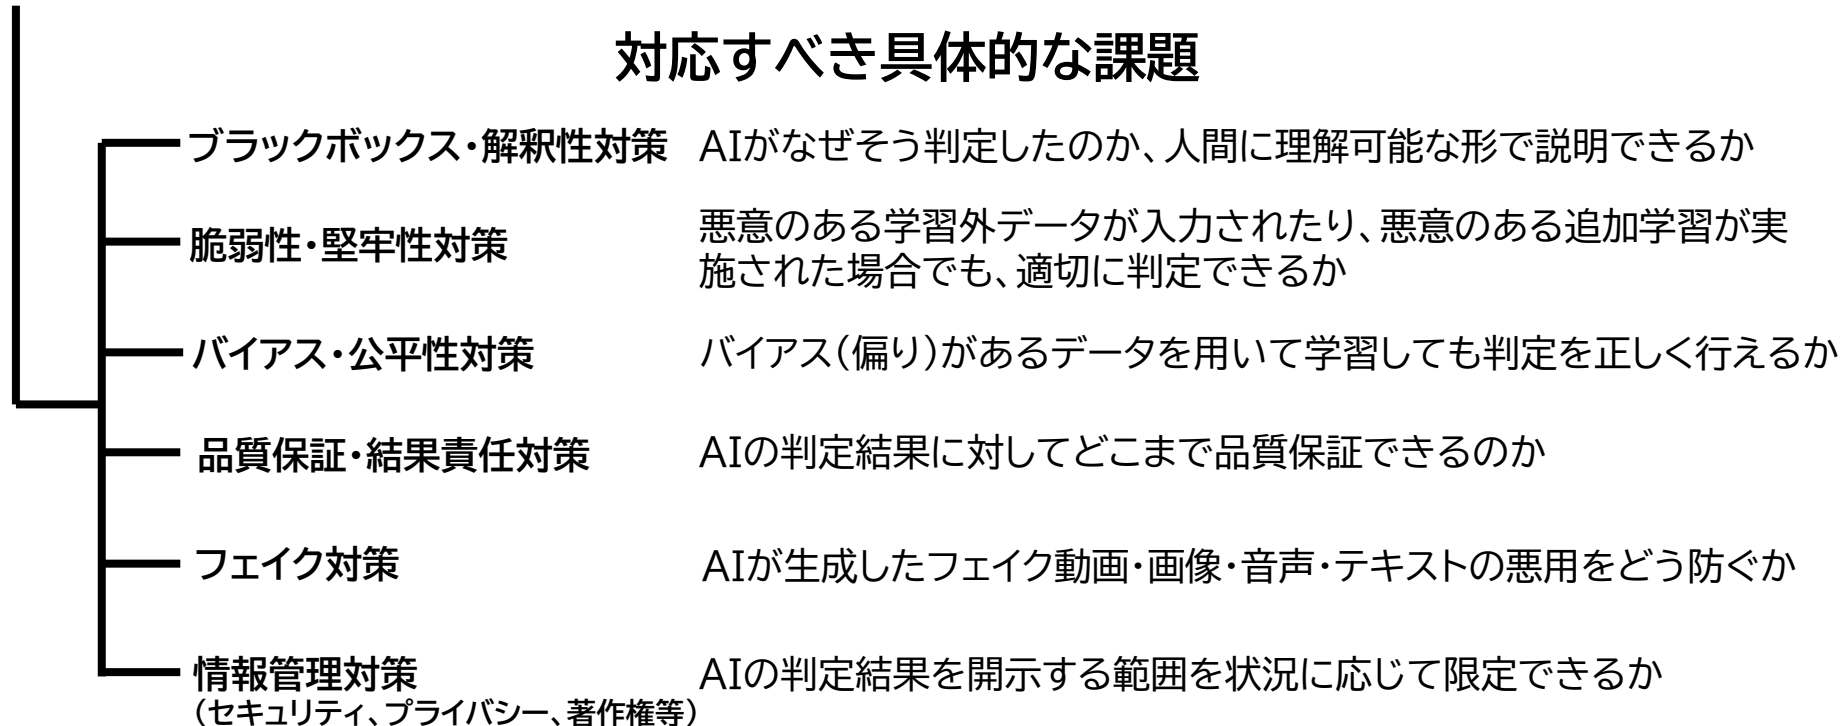 対応すべき具体的な課題
ブラックボックス・解釈性対策 AIがなぜそう判定したのか、人間に理解可能な形で説明できるか
脆弱性・堅牢性対策 悪意のある学習外データが入力されたり、悪意のある追加学習が実
施された場合でも、適切に判定できるか
バイアス・公平性対策 バイアス(偏り)があるデータを用いて学習しても判定を正しく行えるか
品質保証・結果責任対策 AIの判定結果に対してどこまで品質保証できるのか
フェイク対策 AIが生成したフェイク動画・画像・音声・テキストの悪用をどう防ぐか
情報管理対策 AIの判定結果を開示する範囲を状況に応じて限定できるか
(セキュリティ、プライバシー、著作権等)